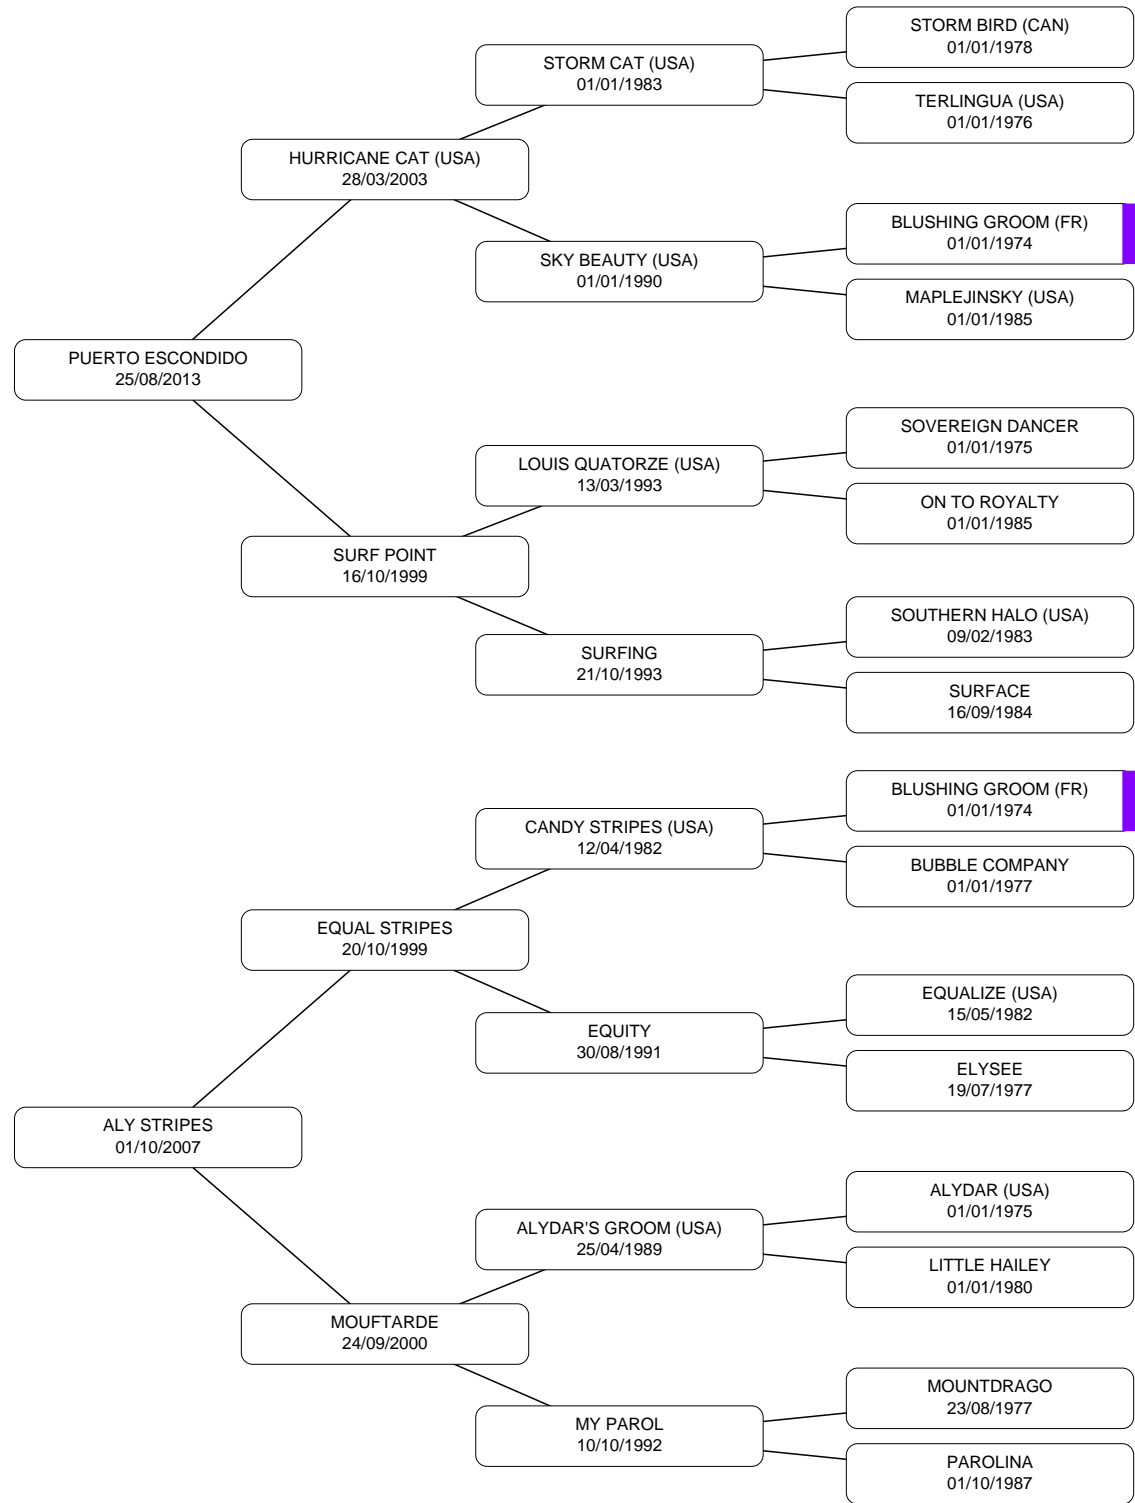 STORM BIRD (CAN)
01/01/1978
STORM CAT (USA)
01/01/1983
TERLINGUA (USA)
01/01/1976
HURRICANE CAT (USA)
28/03/2003
BLUSHING GROOM (FR)
01/01/1974
SKY BEAUTY (USA)
01/01/1990
MAPLEJINSKY (USA)
01/01/1985
PUERTO ESCONDIDO
25/08/2013
SOVEREIGN DANCER
01/01/1975
LOUIS QUATORZE (USA)
13/03/1993
ON TO ROYALTY
01/01/1985
SURF POINT
16/10/1999
SOUTHERN HALO (USA)
09/02/1983
SURFING
21/10/1993
SURFACE
16/09/1984
BLUSHING GROOM (FR)
01/01/1974
CANDY STRIPES (USA)
12/04/1982
BUBBLE COMPANY
01/01/1977
EQUAL STRIPES
20/10/1999
EQUALIZE (USA)
15/05/1982
EQUITY
30/08/1991
ELYSEE
19/07/1977
ALY STRIPES
01/10/2007
ALYDAR (USA)
01/01/1975
ALYDAR'S GROOM (USA)
25/04/1989
LITTLE HAILEY
01/01/1980
MOUFTARDE
24/09/2000
MOUNTDRAGO
23/08/1977
MY PAROL
10/10/1992
PAROLINA
01/10/1987